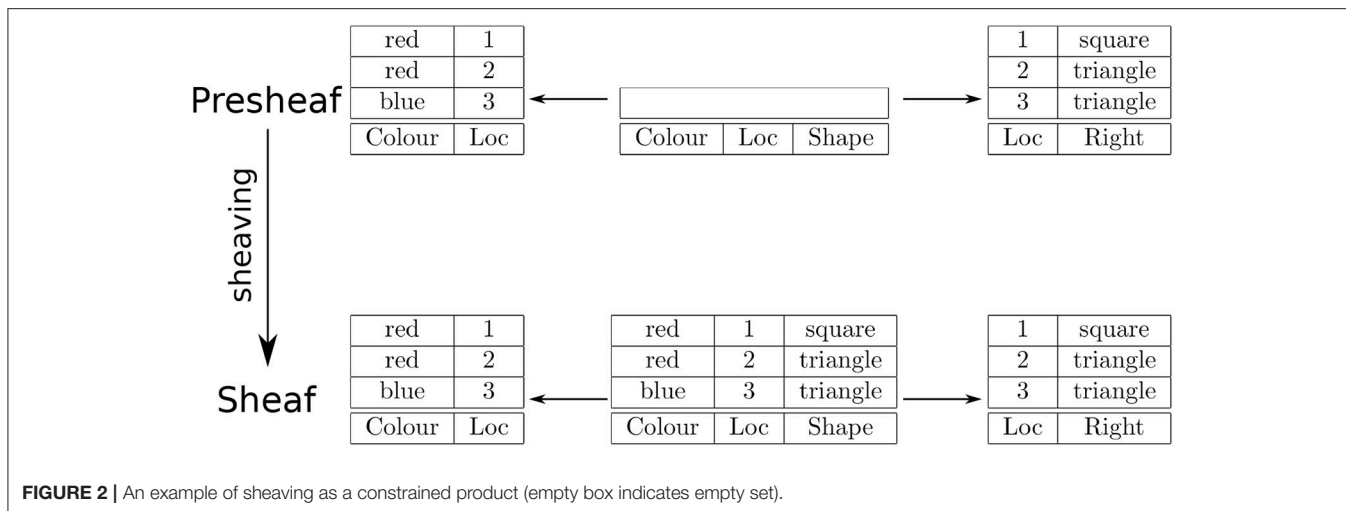 red 1 1 square
red 2 2 triangle
Presheaf blue 3 3 triangle
Colour Loc Colour Loc Shape Loc Right
sheaving
red 1 red 1 square 1 square
red 2 red 2 triangle 2 triangle
Sheaf blue 3 blue 3 triangle 3 triangle
Colour Loc Colour Loc Shape Loc Right
FIGURE 2 | An example of sheaving as a constrained product (empty box indicates empty set).